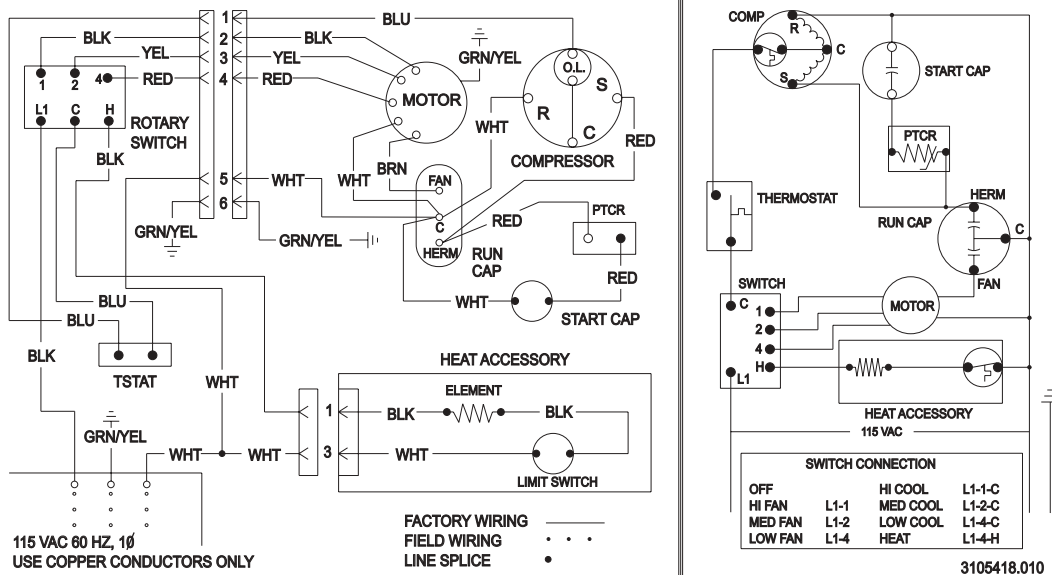 1
BLU
BLK
2
BLK
YEL
3
YEL
RED
4
RED
GRN/YEL
1
2
4
L1
C
H
ROTARY
SWITCH
BLK
MOTOR
O.L.
R
S
C
COMPRESSOR
WHT
RED
WHT
BRN
5
WHT
6
GRN/YEL
GRN/YEL
FAN
C
HERM
RUN
CAP
RED
PTCR
RED
WHT
START CAP
BLU
BLU
BLK
TSTAT
WHT
GRN/YEL
WHT
WHT
HEAT ACCESSORY
ELEMENT
1
BLK
BLK
3
WHT
LIMIT SWITCH
FACTORY WIRING
FIELD WIRING
LINE SPLICE
115 VAC 60 HZ, 1Ø
USE COPPER CONDUCTORS ONLY
COMP
R
C
S
START CAP
PTCR
THERMOSTAT
HERM
RUN CAP
C
FAN
SWITCH
C
1
2
4
H
L1
MOTOR
HEAT ACCESSORY
115 VAC
SWITCH CONNECTION
OFF HI COOL L1-1-C
HI FAN L1-1 MED COOL L1-2-C
MED FAN L1-2 LOW COOL L1-4-C
LOW FAN L1-4 HEAT L1-4-H
3105418.010